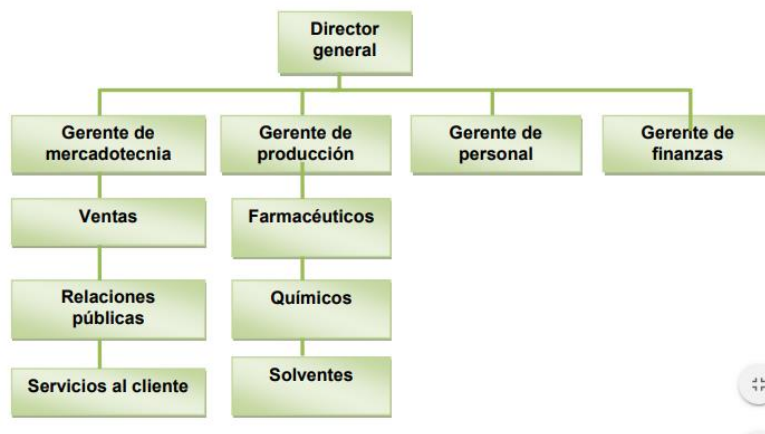 Director
general
Gerente de
mercadotecnia
Gerente de
producción
Gerente de
personal
Gerente de
finanzas
Ventas
Farmacéuticos
Relaciones
públicas
Químicos
Servicios al cliente
Solventes